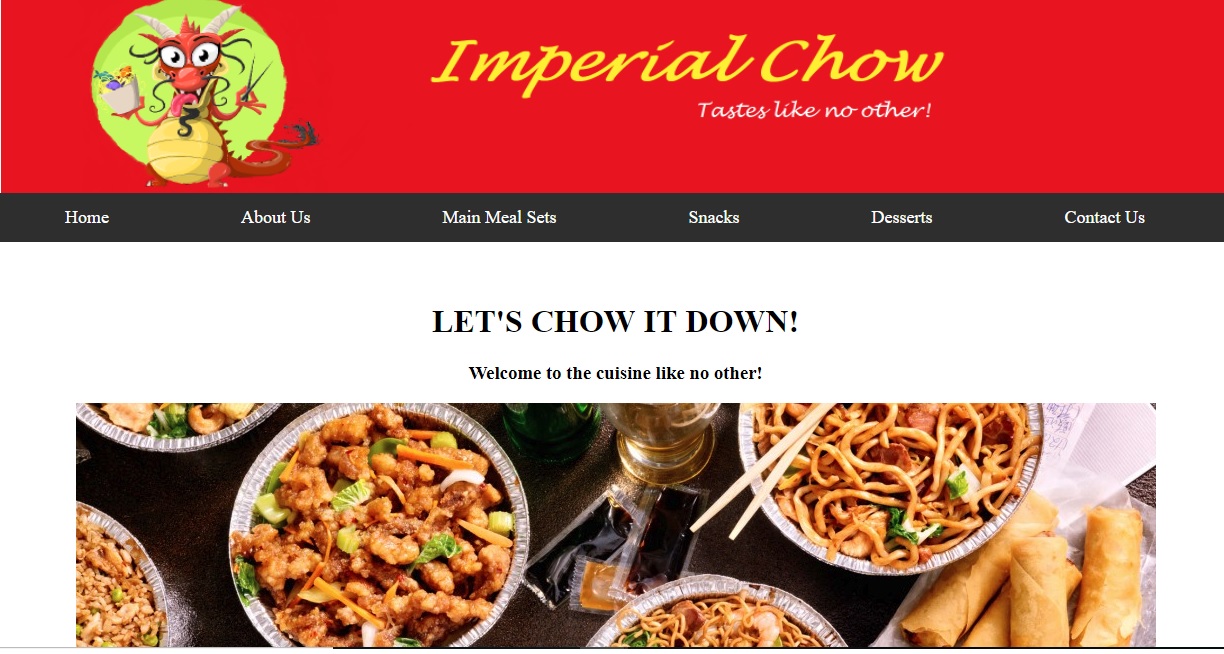 Imperial Chow
Tastes like no other!
Home About Us Main Meal Sets Snacks Desserts Contact Us
LET'S CHOW IT DOWN!
Welcome to the cuisine like no other!